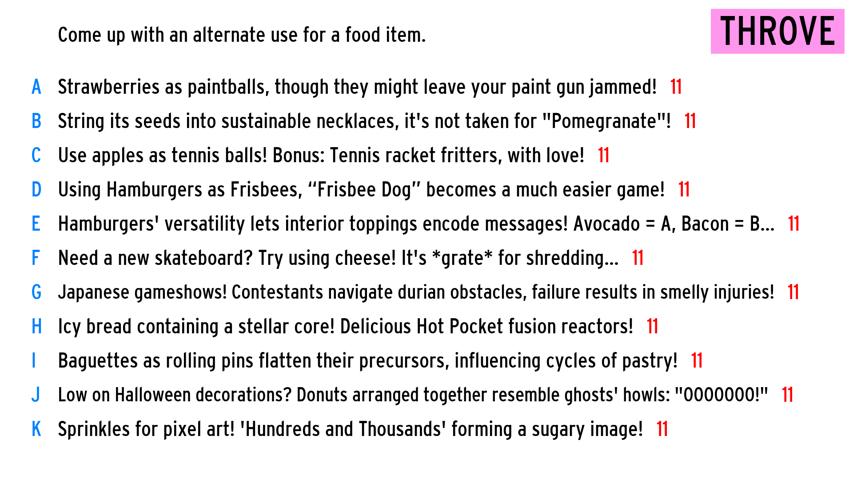 Come up with an alternate use for a food item.
THROVE
A Strawberries as paintballs, though they might leave your paint gun jammed! 11
B String its seeds into sustainable necklaces, it's not taken for "Pomegranate"! 11
C Use apples as tennis balls! Bonus: Tennis racket fritters, with love! 11
D Using Hamburgers as Frisbees, “Frisbee Dog” becomes a much easier game! 11
E Hamburgers' versatility lets interior toppings encode messages! Avocado = A, Bacon = B... 11
F Need a new skateboard? Try using cheese! It's *grate* for shredding... 11
G Japanese gameshows! Contestants navigate durian obstacles, failure results in smelly injuries! 11
H Icy bread containing a stellar core! Delicious Hot Pocket fusion reactors! 11
I Baguettes as rolling pins flatten their precursors, influencing cycles of pastry! 11
J Low on Halloween decorations? Donuts arranged together resemble ghosts' howls: "OOOOOOO!" 11
K Sprinkles for pixel art! 'Hundreds and Thousands' forming a sugary image! 11